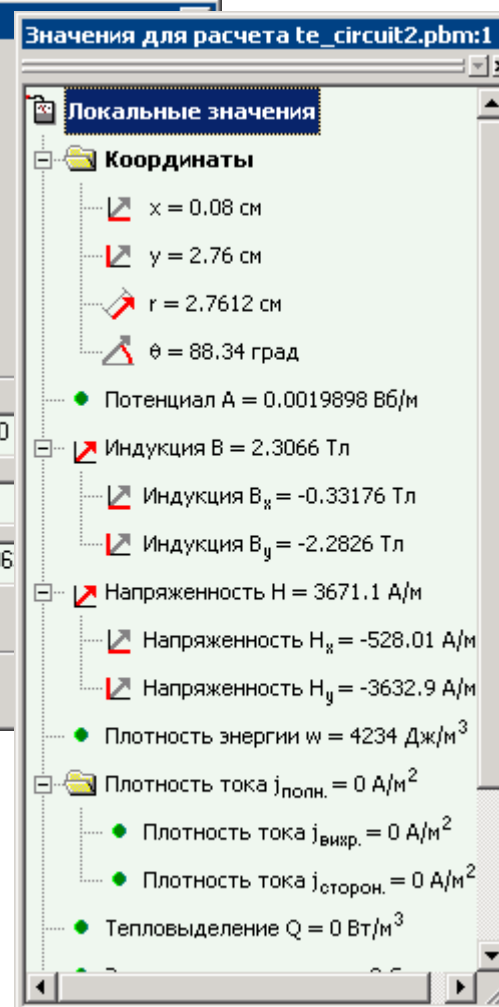 Значения для расчета te_circuit2.pbm:1
Локальные значения
Координаты
x = 0.08 см
y = 2.76 см
r = 2.7612 см
θ = 88.34 град
Потенциал A = 0.0019898 Вб/м
Индукция B = 2.3066 Тл
Индукция Bx = -0.33176 Тл
Индукция By = -2.2826 Тл
Напряженность H = 3671.1 А/м
Напряженность Hx = -528.01 А/м
Напряженность Hy = -3632.9 А/м
Плотность энергии w = 4234 Дж/м3
Плотность тока jполн. = 0 А/м2
Плотность тока jвихр. = 0 А/м2
Плотность тока jсторон. = 0 А/м2
Тепловыделение Q = 0 Вт/м3